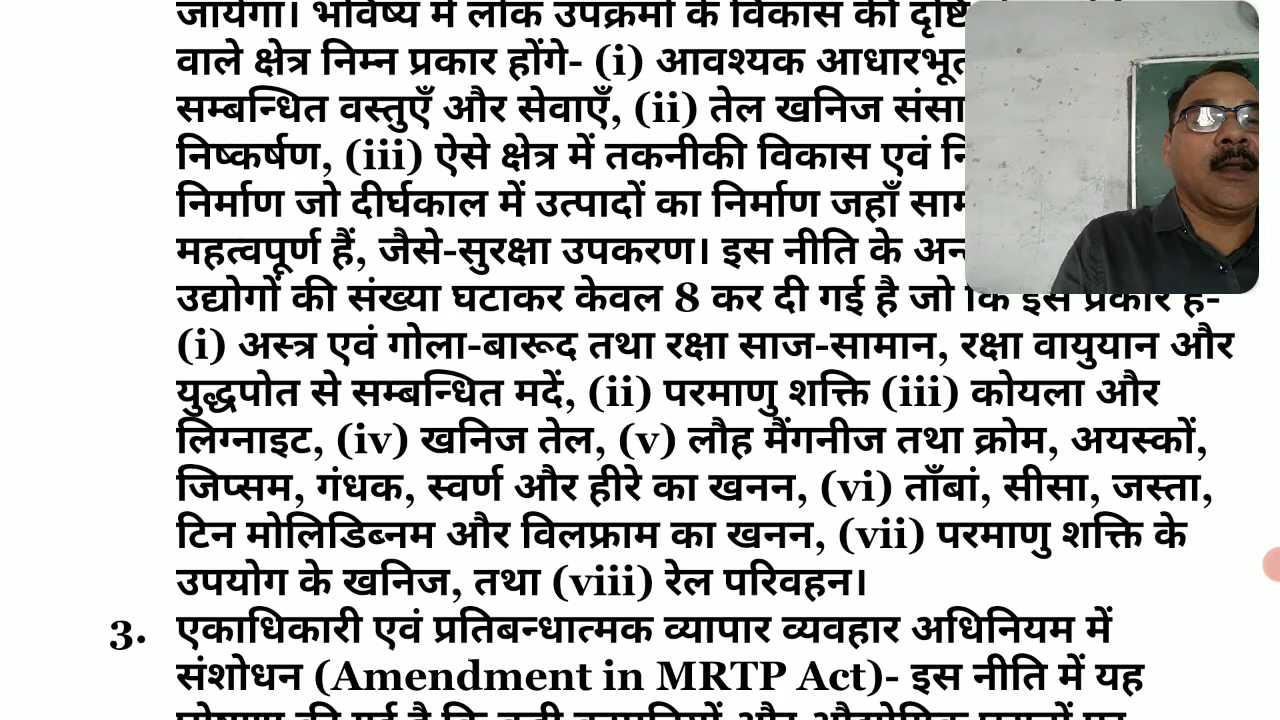 जायेगा। भविष्य में लोक उपक्रमों के विकास की दृष्टि
वाले क्षेत्र निम्न प्रकार होंगे- (i) आवश्यक आधारभूत
सम्बन्धित वस्तुएँ और सेवाएँ, (ii) तेल खनिज
निष्कर्षण, (iii) ऐसे क्षेत्र में तकनीकी विकास एवं
निर्माण जो दीर्घकाल में उत्पादों का निर्माण जहाँ
महत्वपूर्ण हैं, जैसे-सुरक्षा उपकरण। इस नीति के
उद्योगों की संख्या घटाकर केवल 8 कर दी गई है जो कि इस प्रकार है-
(i) अस्त्र एवं गोला-बारूद तथा रक्षा साज-सामान, रक्षा वायुयान और
युद्धपोत से सम्बन्धित मदें, (ii) परमाणु शक्ति (iii) कोयला और
लिग्नाइट, (iv) खनिज तेल, (v) लौह मैंगनीज तथा क्रोम, अयस्कों,
जिप्सम, गंधक, स्वर्ण और हीरे का खनन, (vi) ताँबां, सीसा, जस्ता,
टिन मोलिडिब्नम और विलफ्राम का खनन, (vii) परमाणु शक्ति के
उपयोग के खनिज, तथा (viii) रेल परिवहन।
3. एकाधिकारी एवं प्रतिबन्धात्मक व्यापार व्यवहार अधिनियम में
संशोधन (Amendment in MRTP Act)- इस नीति में यह